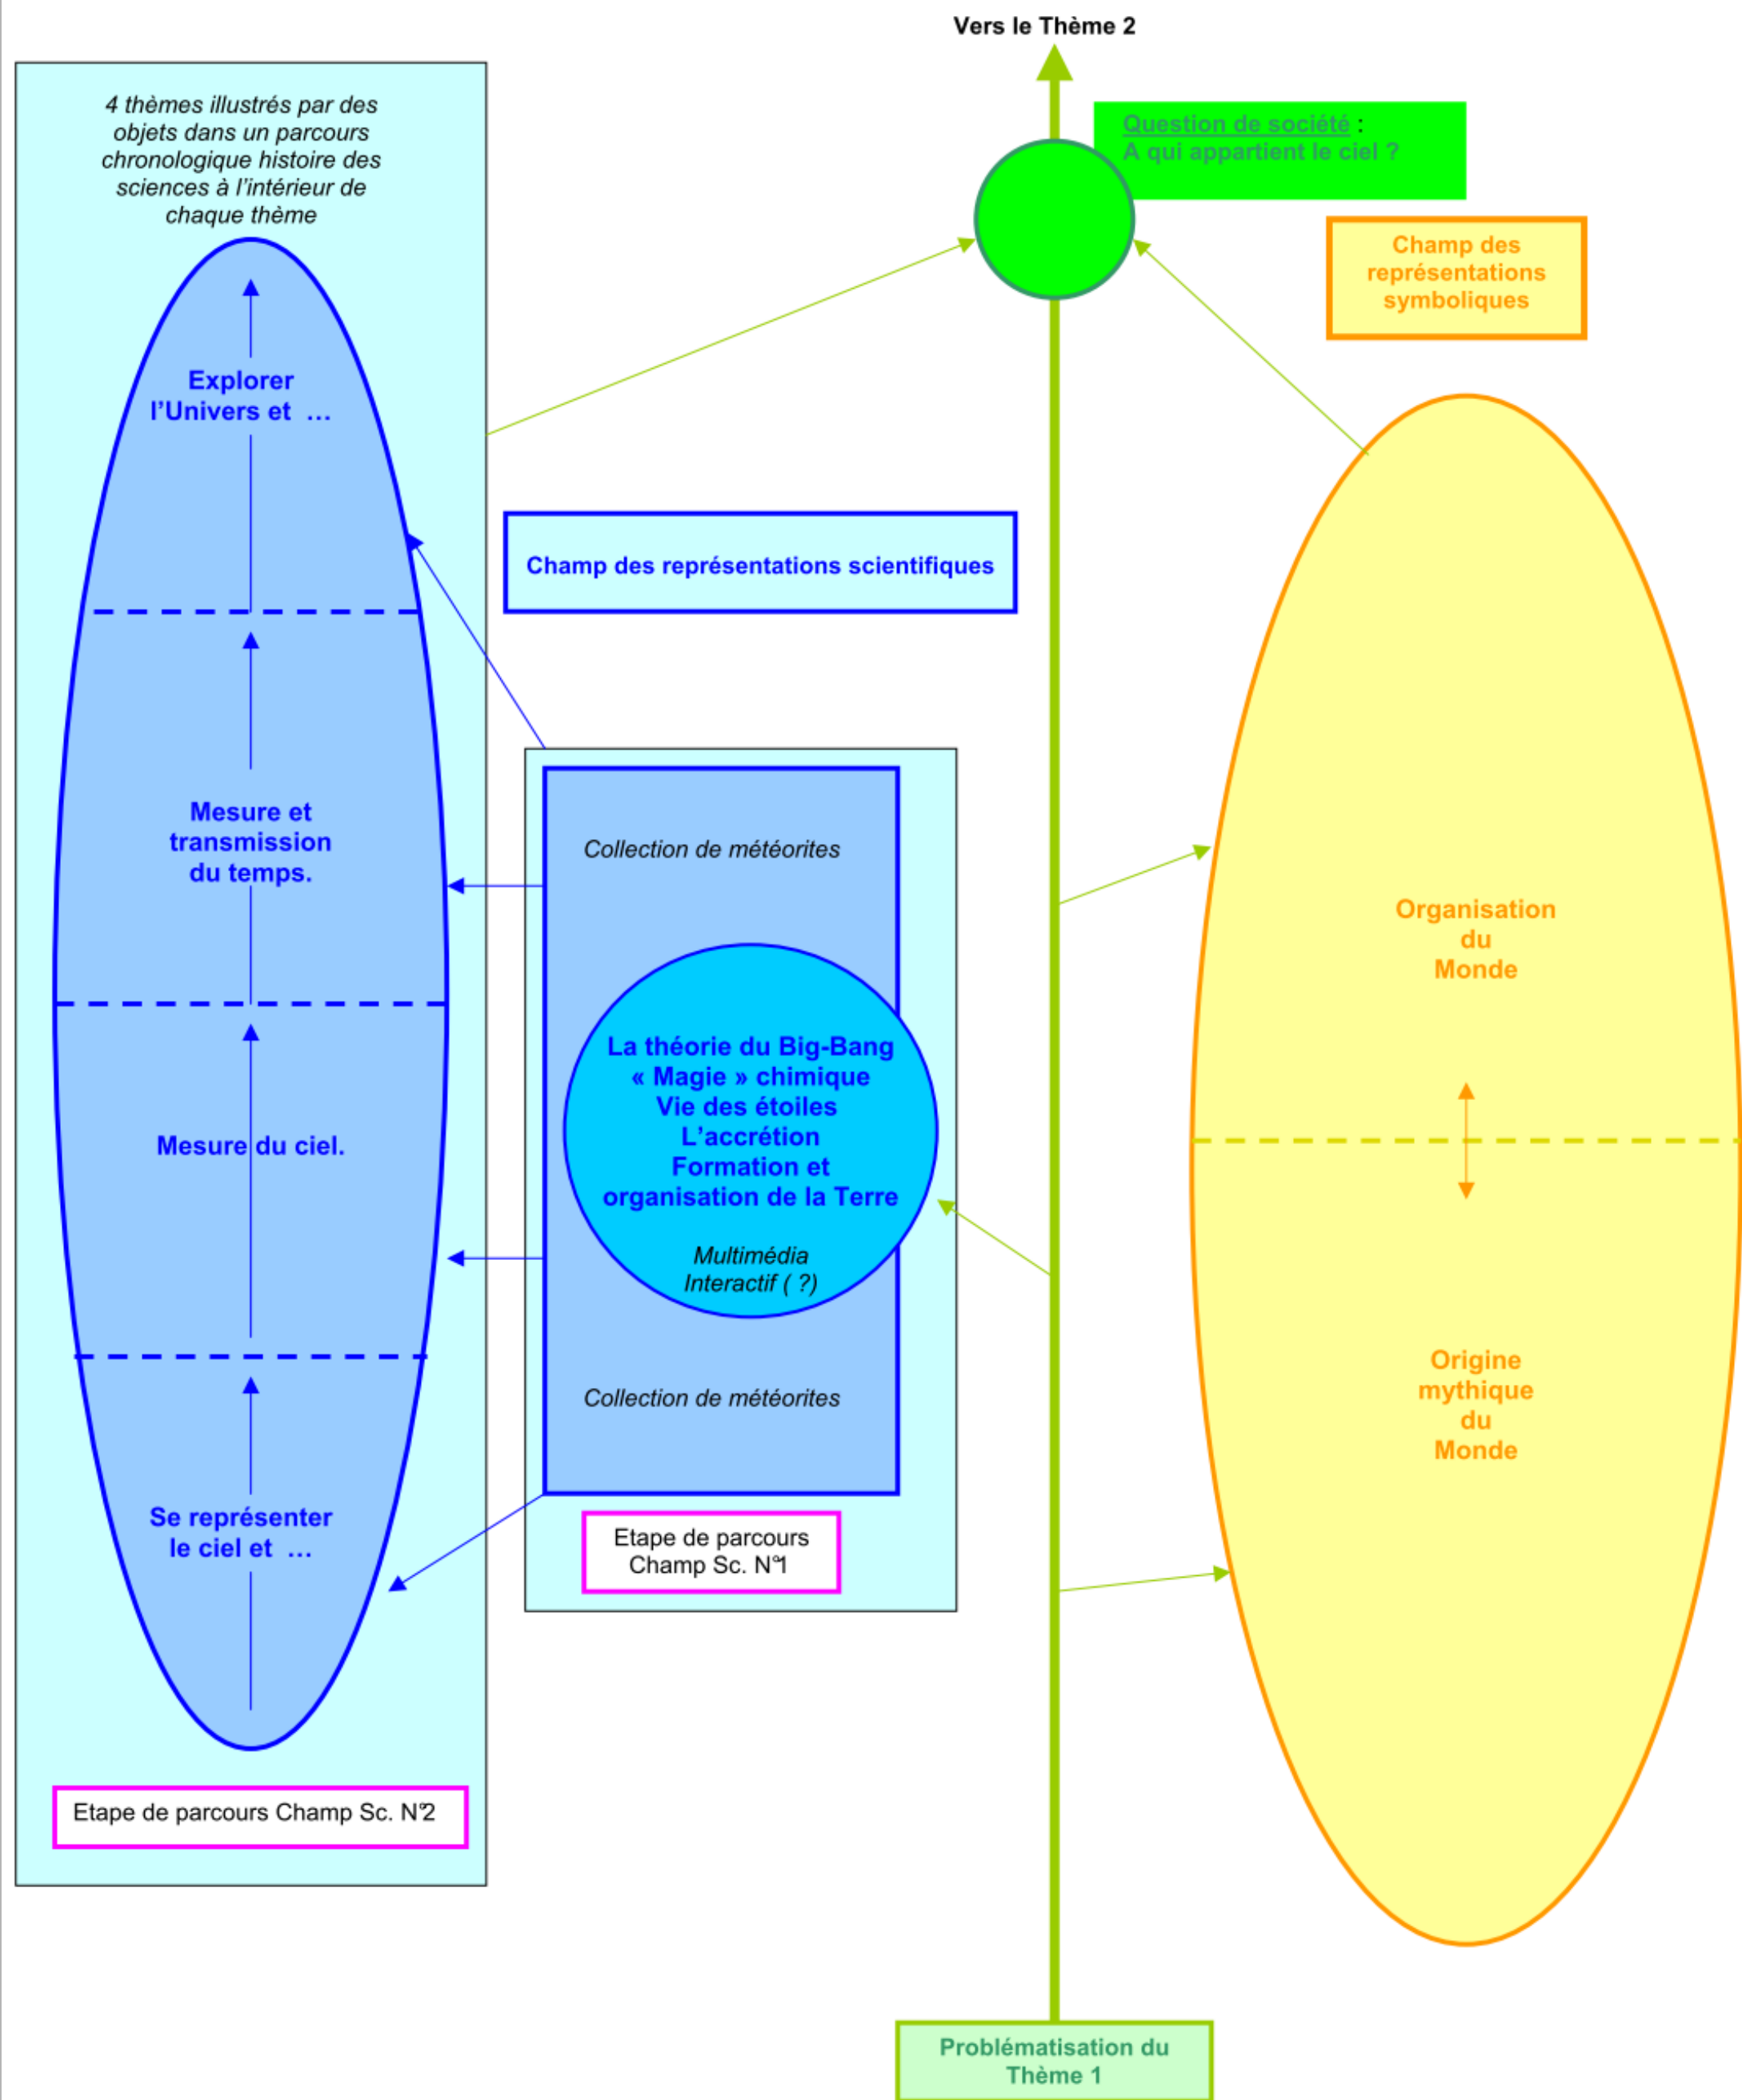 Vers le Thème 2
4 thèmes illustrés par des
objets dans un parcours
chronologique histoire des
sciences à l'intérieur de
chaque thème
Question de société :
A qui appartient le ciel ?
Champ des
représentations
symboliques
Explorer
l'Univers et …
Champ des représentations scientifiques
Mesure et
transmission
du temps.
Collection de météorites
Organisation
du
Monde
La théorie du Big-Bang
« Magie » chimique
Vie des étoiles
L'accrétion
Formation et
organisation de la Terre
Multimédia
Interactif ( ?)
Mesure du ciel.
Origine
mythique
du
Monde
Collection de météorites
Se représenter
le ciel et …
Etape de parcours
Champ Sc. N°1
Etape de parcours Champ Sc. N°2
Problématisation du
Thème 1